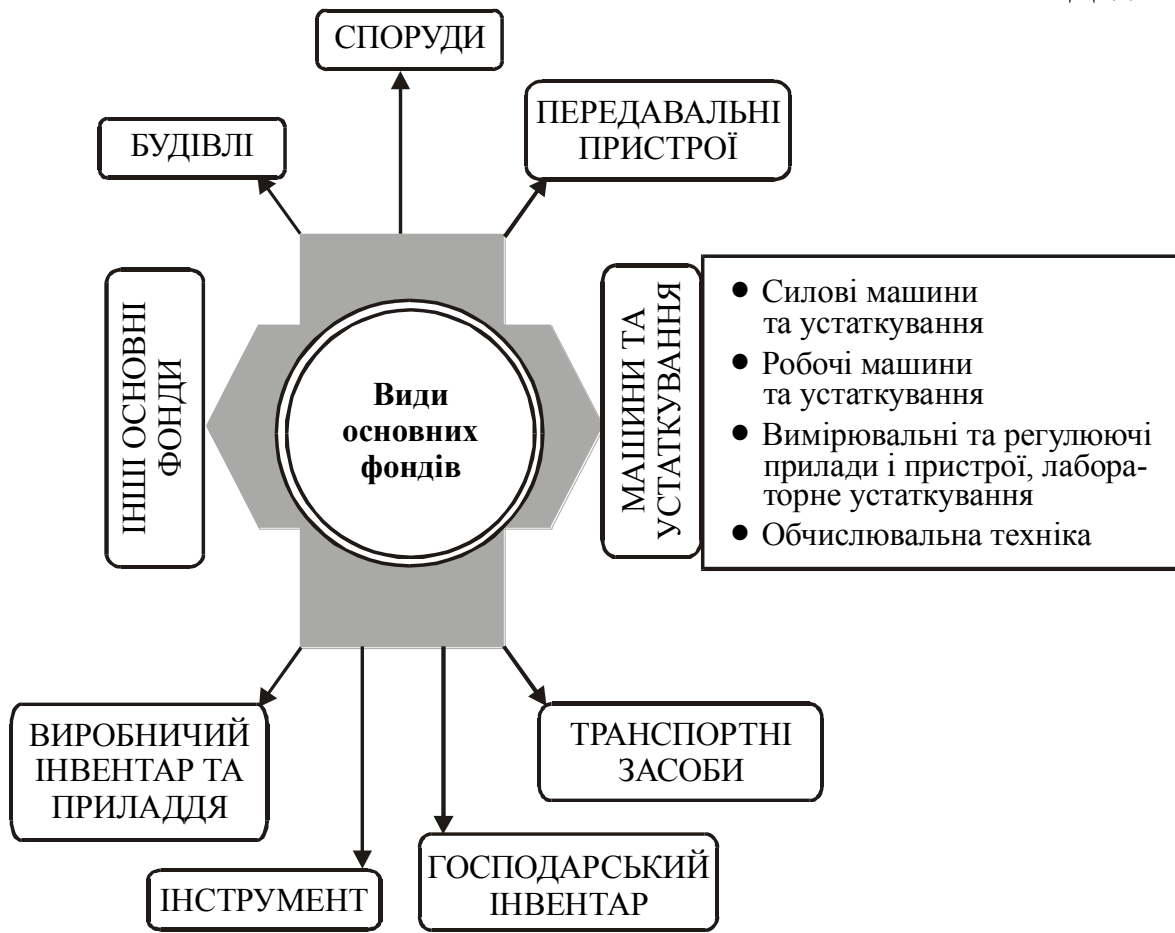 СПОРУДИ
ПЕРЕДАВАЛЬНІ
ПРИСТРОЇ
БУДІВЛІ
ІНШІ ОСНОВНІ
ФОНДИ
Види
основних
фондів
МАШИНИ ТА
УСТАТКУВАННЯ
● Силові машини
та устаткування
● Робочі машини
та устаткування
● Вимірювальні та регулюючі
прилади і пристрої, лабора-
торне устаткування
● Обчислювальна техніка
ВИРОБНИЧИЙ
ІНВЕНТАР ТА
ПРИЛАДДЯ
ТРАНСПОРТНІ
ЗАСОБИ
ІНСТРУМЕНТ
ГОСПОДАРСЬКИЙ
ІНВЕНТАР